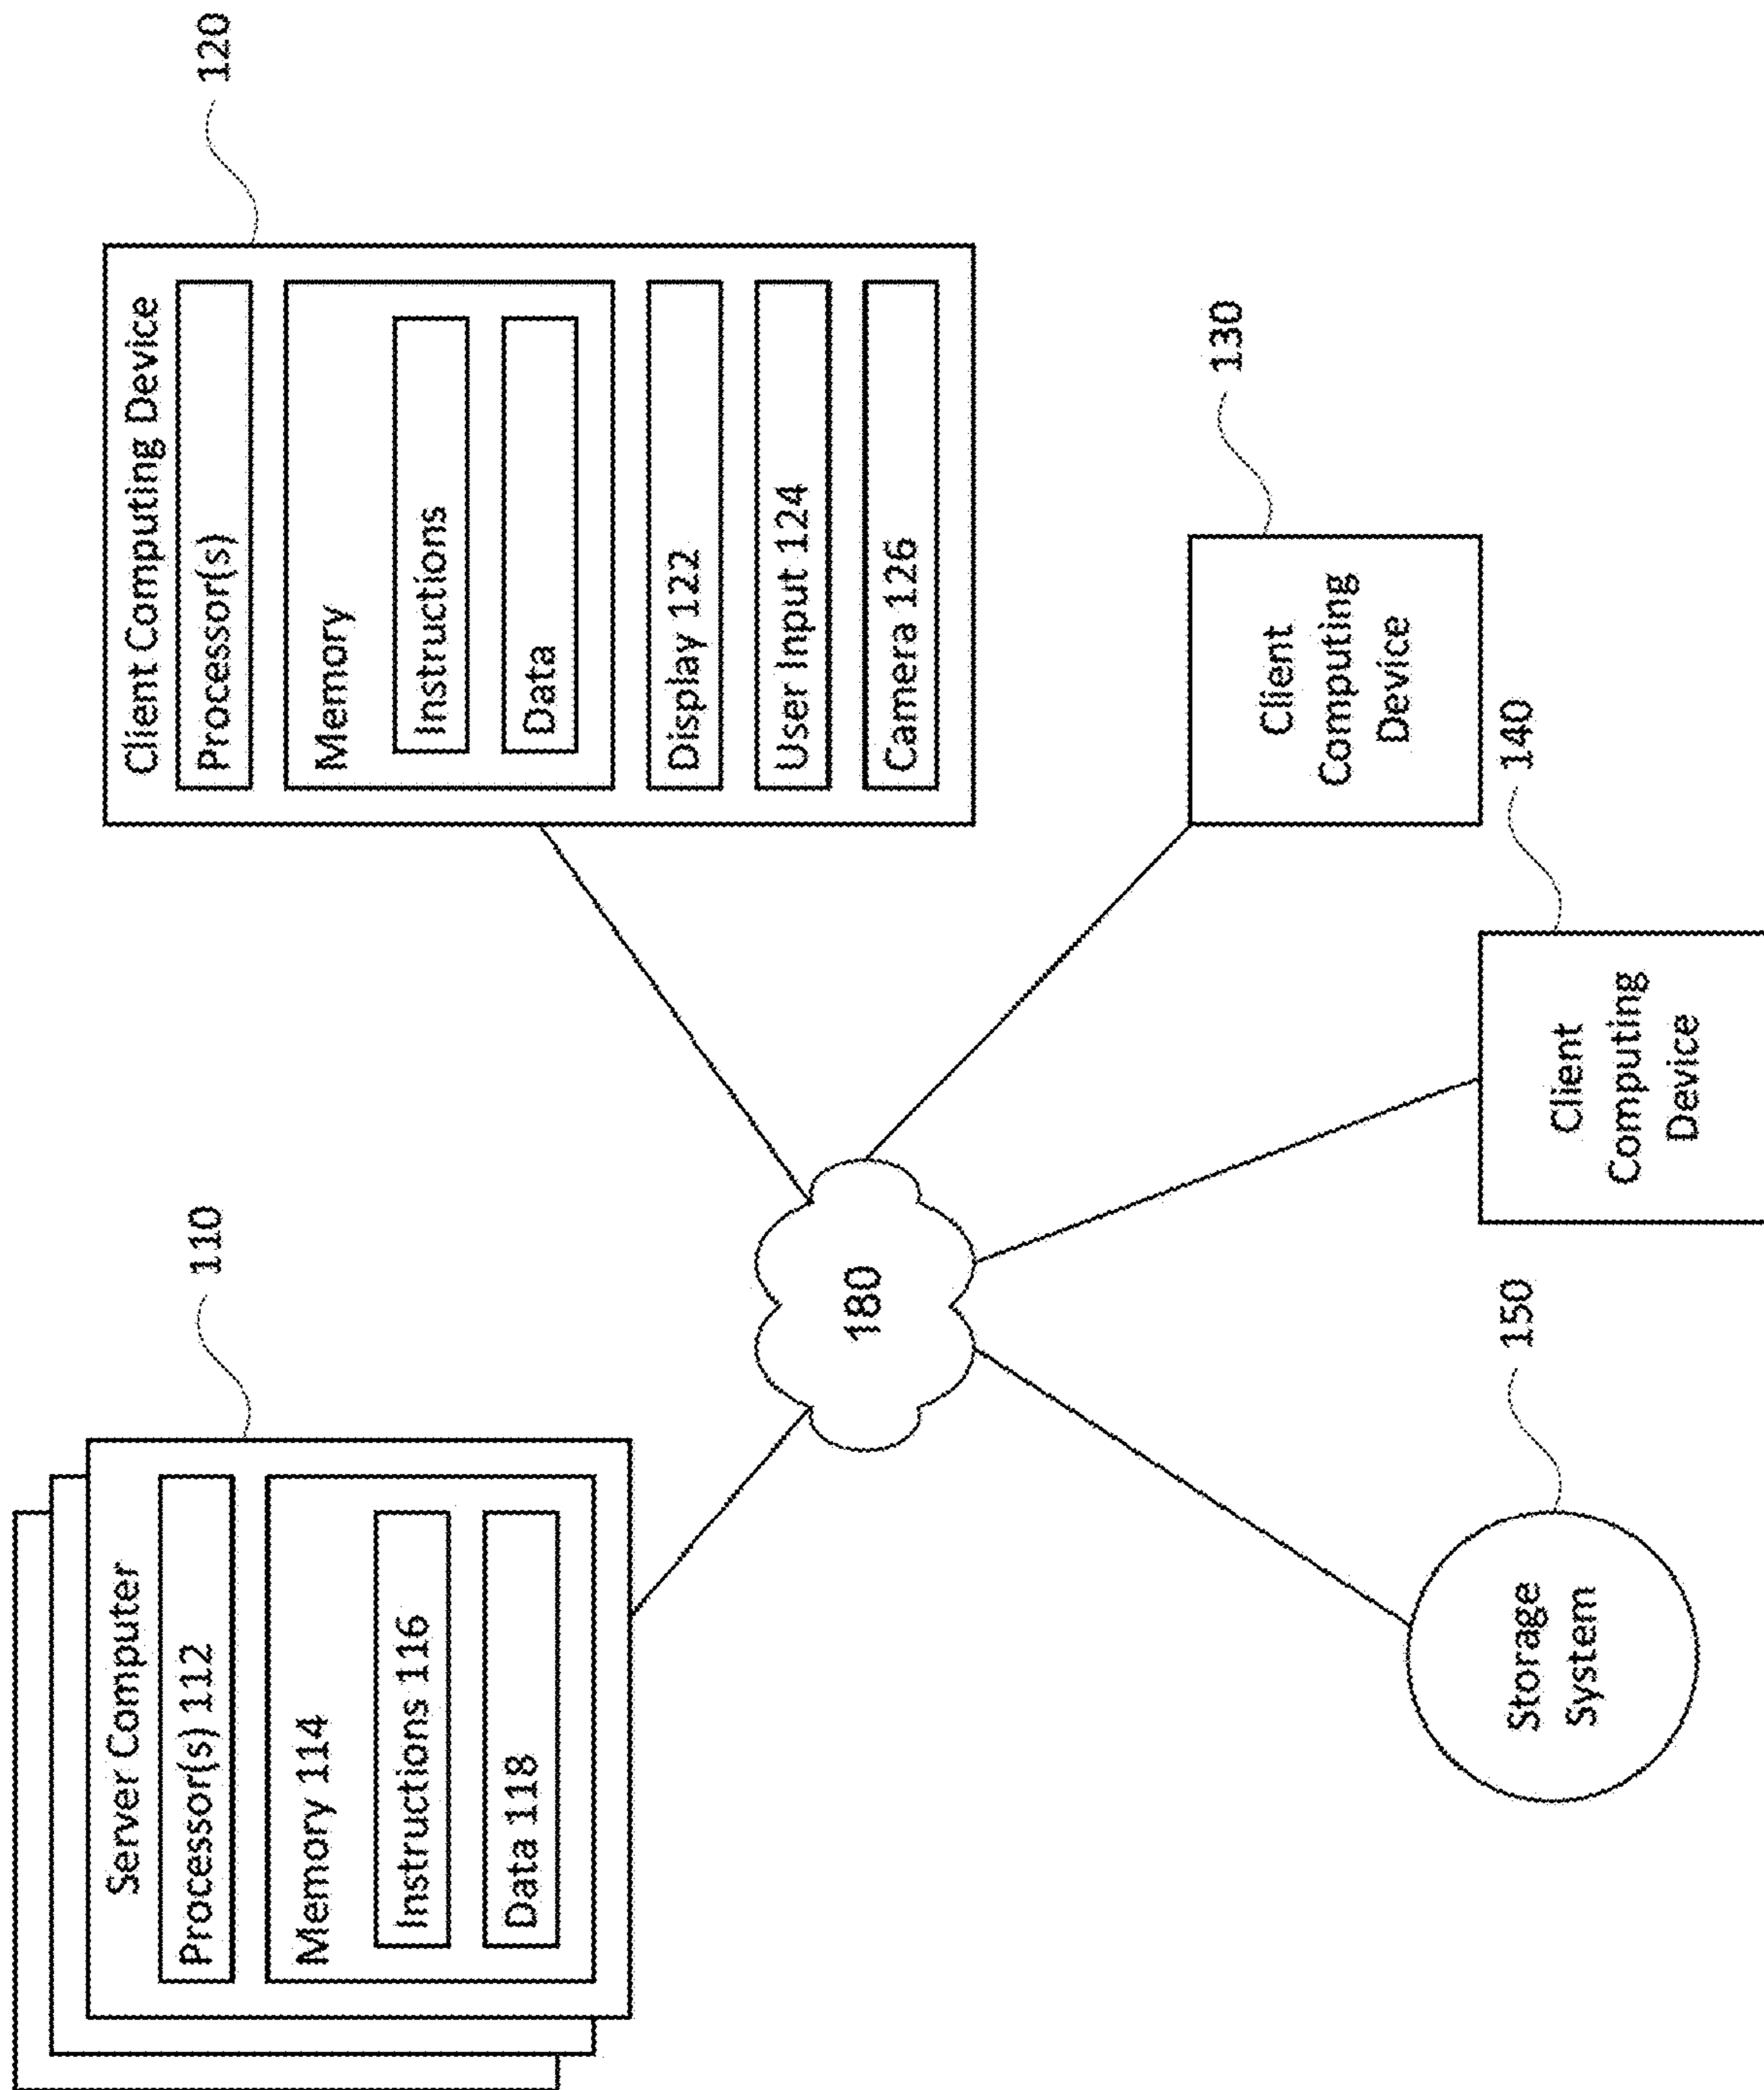 110
Server Computer
Processor(s) 112
Memory 114
Instructions 116
Data 118
120
Client Computing Device
Processor(s)
Memory
Instructions
Data
Display 122
User Input 124
Camera 126
180
150
Storage
System
140
Client
Computing
Device
130
Client
Computing
Device